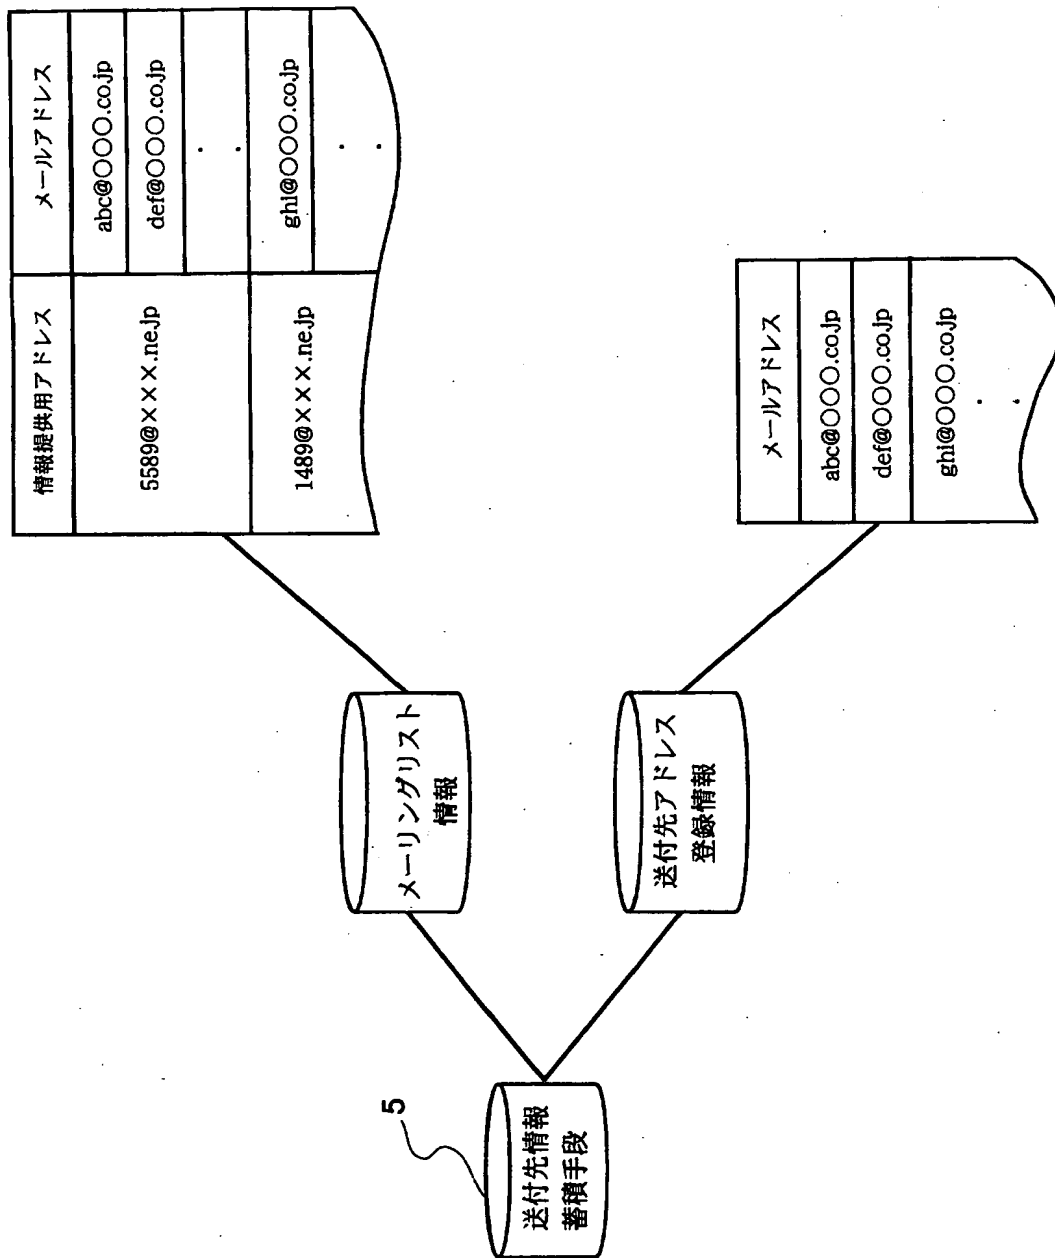 5
送付先情報
蓄積手段
メーリングリスト
情報
情報提供用アドレス
メールアドレス
5589@×××.ne.jp
abc@○○○.co.jp
def@○○○.co.jp
・
・
1489@×××.ne.jp
ghi@○○○.co.jp
・
・
送付先アドレス
登録情報
メールアドレス
abc@○○○.co.jp
def@○○○.co.jp
ghi@○○○.co.jp
・
・